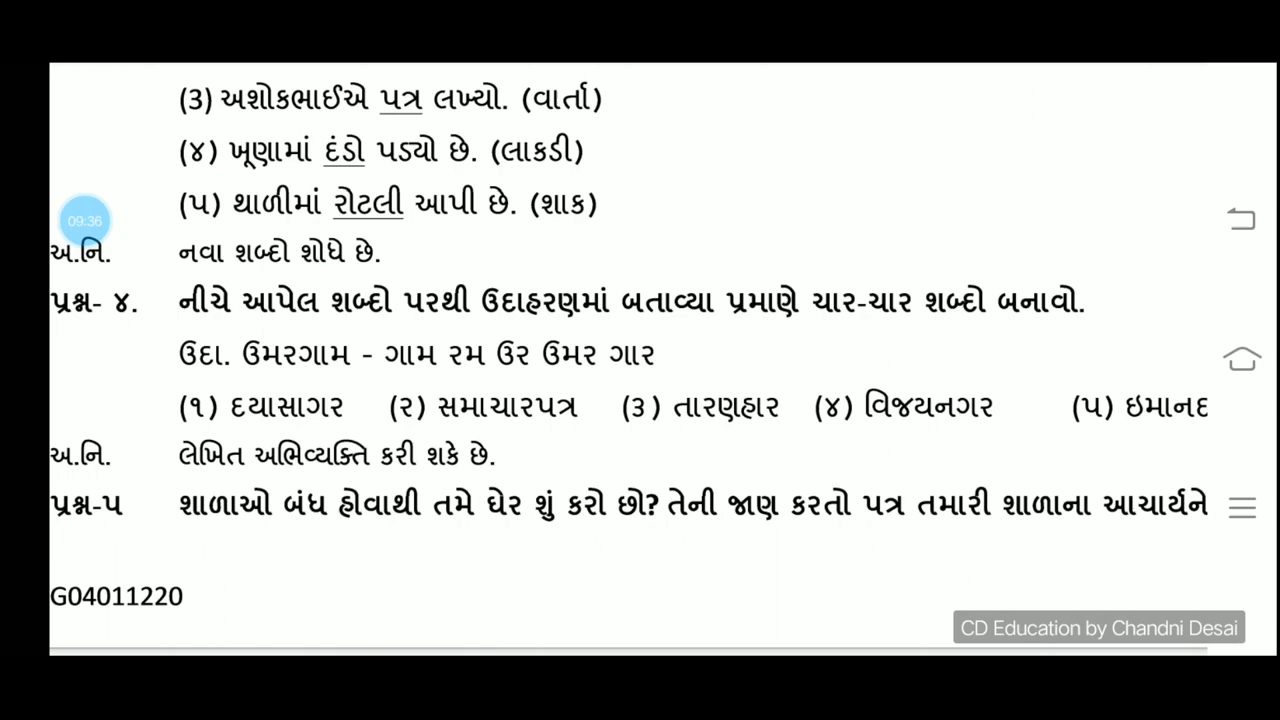 (3) અશોકભાઈએ પત્ર લખ્યો. (વાર્તા)
(૪) ખૂણામાં દંડો પડ્યો છે. (લાકડી)
(૫) થાળીમાં રોટલી આપી છે. (શાક)
09:36
અ.નિ. નવા શબ્દો શોધે છે.
પ્રશ્ન- ૪. નીચે આપેલ શબ્દો પરથી ઉદાહરણમાં બતાવ્યા પ્રમાણે ચાર-ચાર શબ્દો બનાવો.
ઉદા. ઉમરગામ - ગામ રમ ઉર ઉમર ગાર
(૧) દયાસાગર (૨) સમાચારપત્ર (૩) તારણહાર (૪) વિજયનગર (૫) ઇમાનદ
અ.નિ. લેખિત અભિવ્યક્તિ કરી શકે છે.
પ્રશ્ન-૫ શાળાઓ બંધ હોવાથી તમે ઘેર શું કરો છો? તેની જાણ કરતો પત્ર તમારી શાળાના આચાર્યને
G04011220
CD Education by Chandni Desai